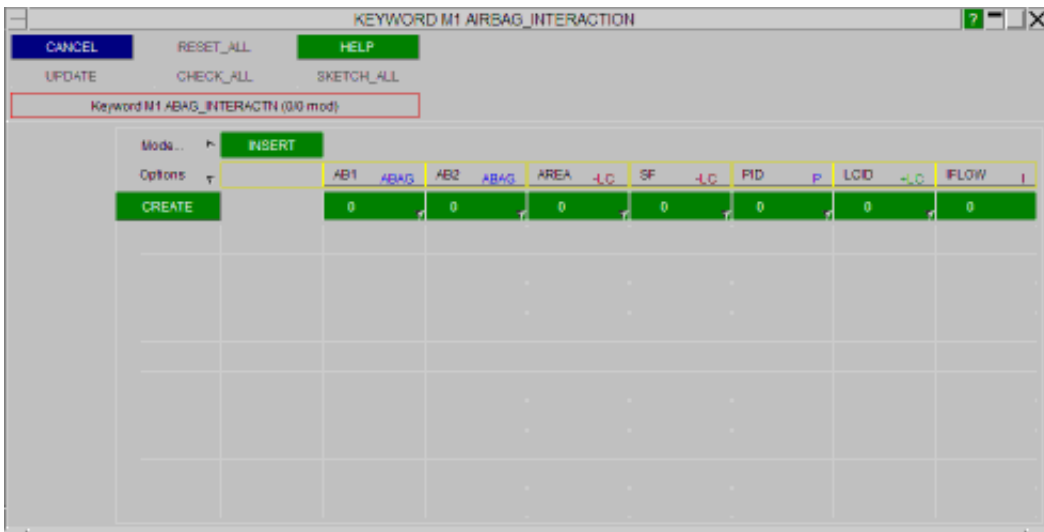 KEYWORD M1 AIRBAG_INTERACTION ?
CANCEL RESET_ALL HELP
UPDATE CHECK_ALL SKETCH_ALL
Keyword M1 ABAG_INTERACTN (0/0 mod)
Mode... INSERT
Options AB1 ABAG AB2 ABAG AREA -LC SF -LC PID P LCID +LC IFLOW I
CREATE 0 0 0 0 0 0 0